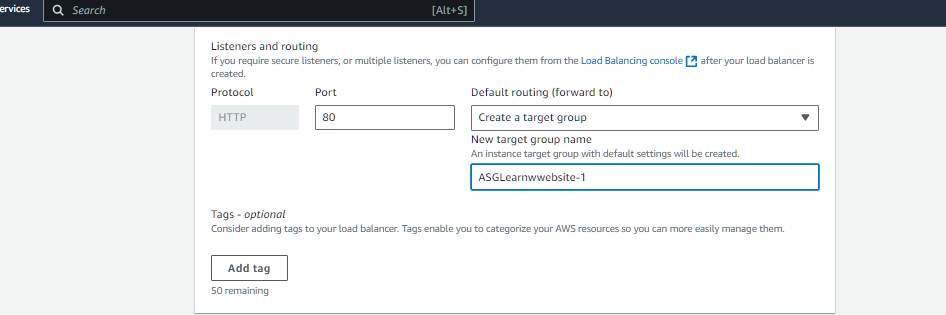 ervices
Search [Alt+S]
Listeners and routing
If you require secure listeners, or multiple listeners, you can configure them from the Load Balancing console after your load balancer is
created.
Protocol Port Default routing (forward to)
HTTP 80 Create a target group
New target group name
An instance target group with default settings will be created.
ASGLearnwwebsite-1
Tags - optional
Consider adding tags to your load balancer. Tags enable you to categorize your AWS resources so you can more easily manage them.
Add tag
50 remaining